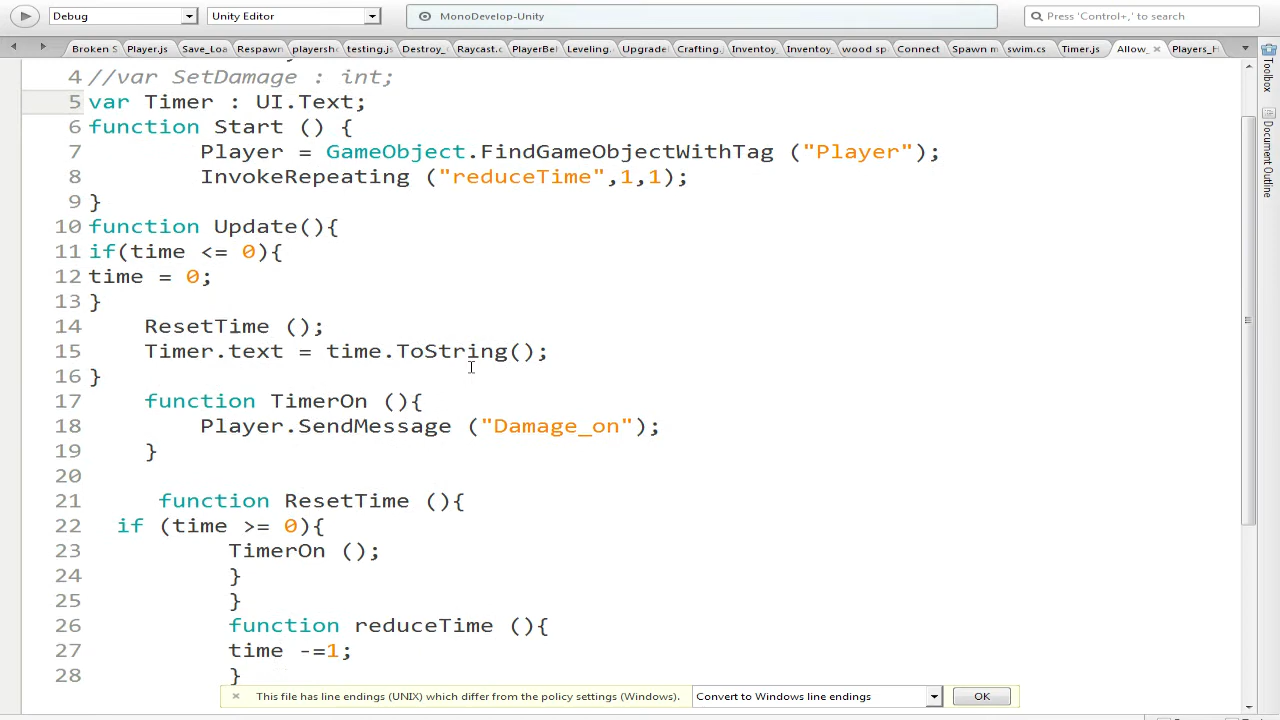 Debug
Unity Editor
MonoDevelop-Unity
Press 'Control+,' to search
Broken S
Player.js
Save_Loa
Respawn
playersh
testing.js
Destroy_
Raycast.c
PlayerBel
Leveling.
Upgrade
Crafting.
Inventoy_
Inventoy_
wood sp
Connect
Spawn m
swim.cs
Timer.js
Allow_
Players_H
4 //var SetDamage : int;
5 var Timer : UI.Text;
6 function Start () {
7 Player = GameObject.FindGameObjectWithTag ("Player");
8 InvokeRepeating ("reduceTime",1,1);
9 }
10 function Update(){
11 if(time <= 0){
12 time = 0;
13 }
14 ResetTime ();
15 Timer.text = time.ToString();
16 }
17 function TimerOn (){
18 Player.SendMessage ("Damage_on");
19 }
20
21 function ResetTime (){
22 if (time >= 0){
23 TimerOn ();
24 }
25 }
26 function reduceTime (){
27 time -=1;
28 }
This file has line endings (UNIX) which differ from the policy settings (Windows).
Convert to Windows line endings
OK
Toolbox
Document Outline